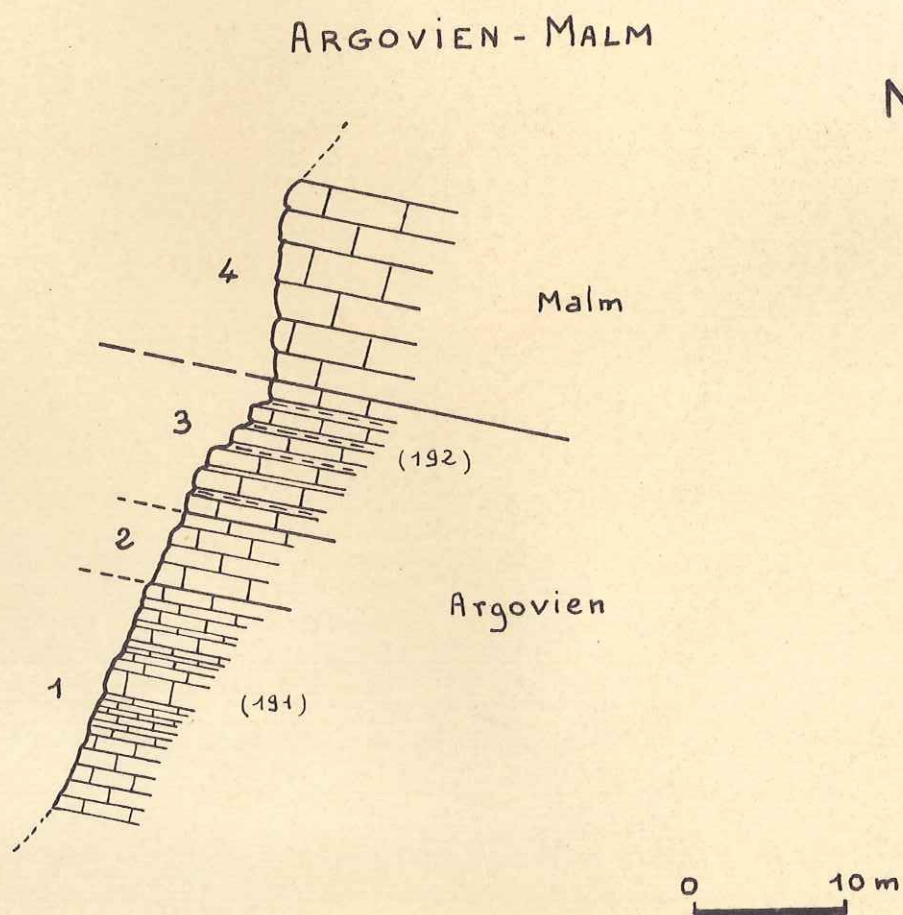 ARGOVIEN - MALM
N
4
Malm
3
(192)
2
Argovien
1
(191)
0 10 m